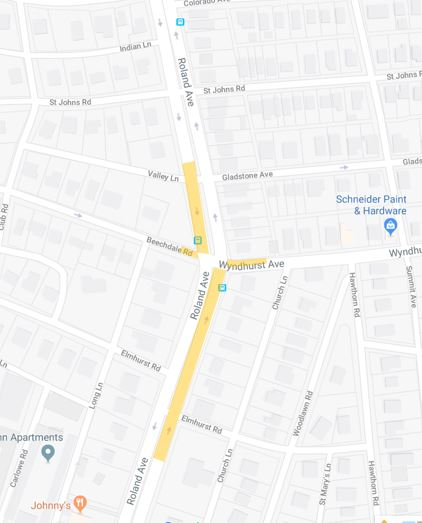 Colorado Ave
Indian Ln
Roland Ave
St Johns Rd
St Johns Rd
St Johns R
Valley Ln
Gladstone Ave
Glads
Schneider Paint
& Hardware
Club Rd
Beechdale Rd
Wyndhurst Ave
Wyndhu
Roland Ave
Church Ln
Hawthorn Rd
Summit Ave
Elmhurst Rd
Long Ln
Ln
Woodlawn Rd
Elmhurst Rd
nn Apartments
Carlowe Rd
Church Ln
St Mary's Ln
Hawthorn Rd
Roland Ave
Johnny's